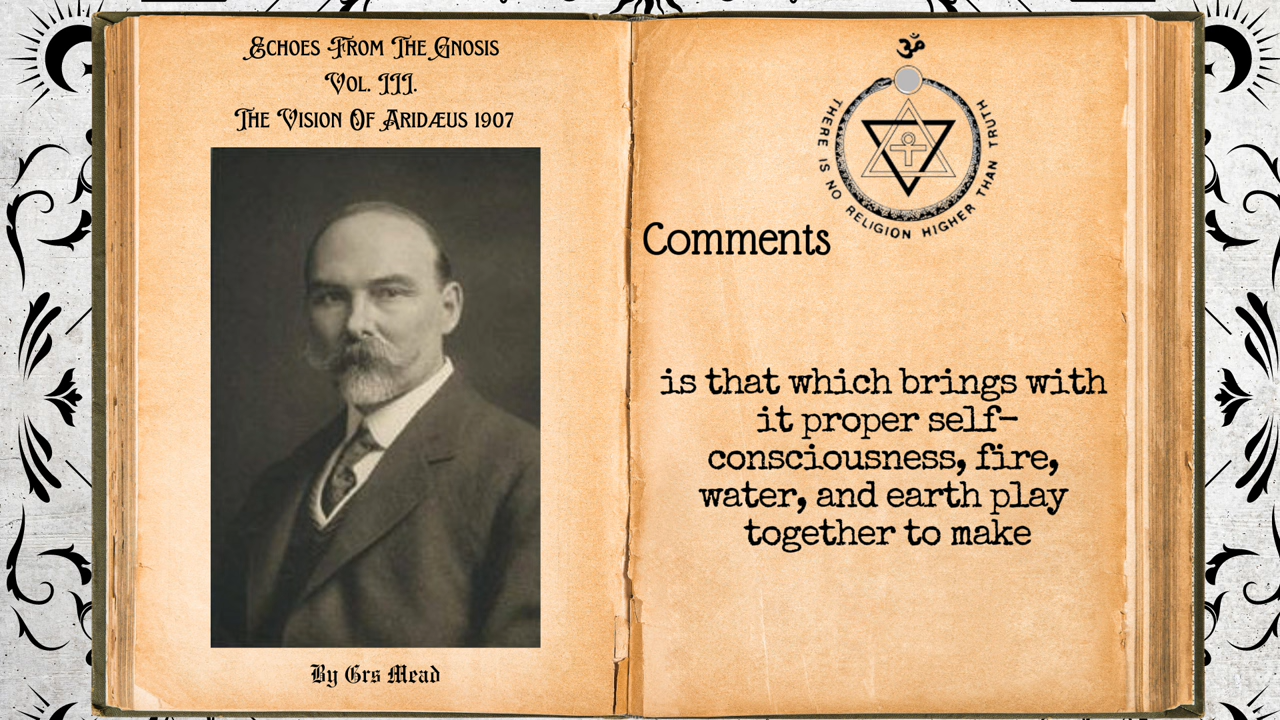 Echoes From The Gnosis
Vol. III.
The Vision Of Aridæus 1907
By Grs Mead
ॐ
THERE IS NO RELIGION HIGHER THAN TRUTH
Comments
is that which brings with
it proper self-
consciousness, fire,
water, and earth play
together to make